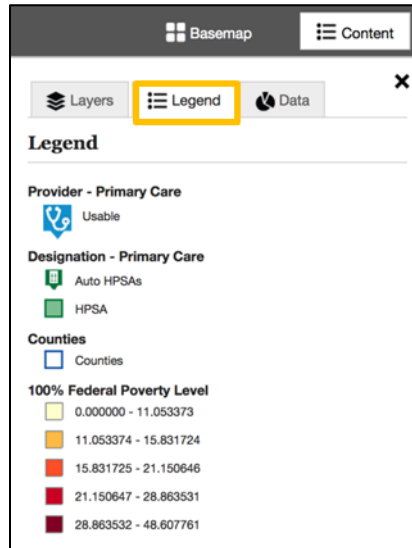 Basemap
Content
Layers
Legend
Data
Legend
Provider - Primary Care
Usable
Designation - Primary Care
Auto HPSAs
HPSA
Counties
Counties
100% Federal Poverty Level
0.000000 - 11.053373
11.053374 - 15.831724
15.831725 - 21.150646
21.150647 - 28.863531
28.863532 - 48.607761